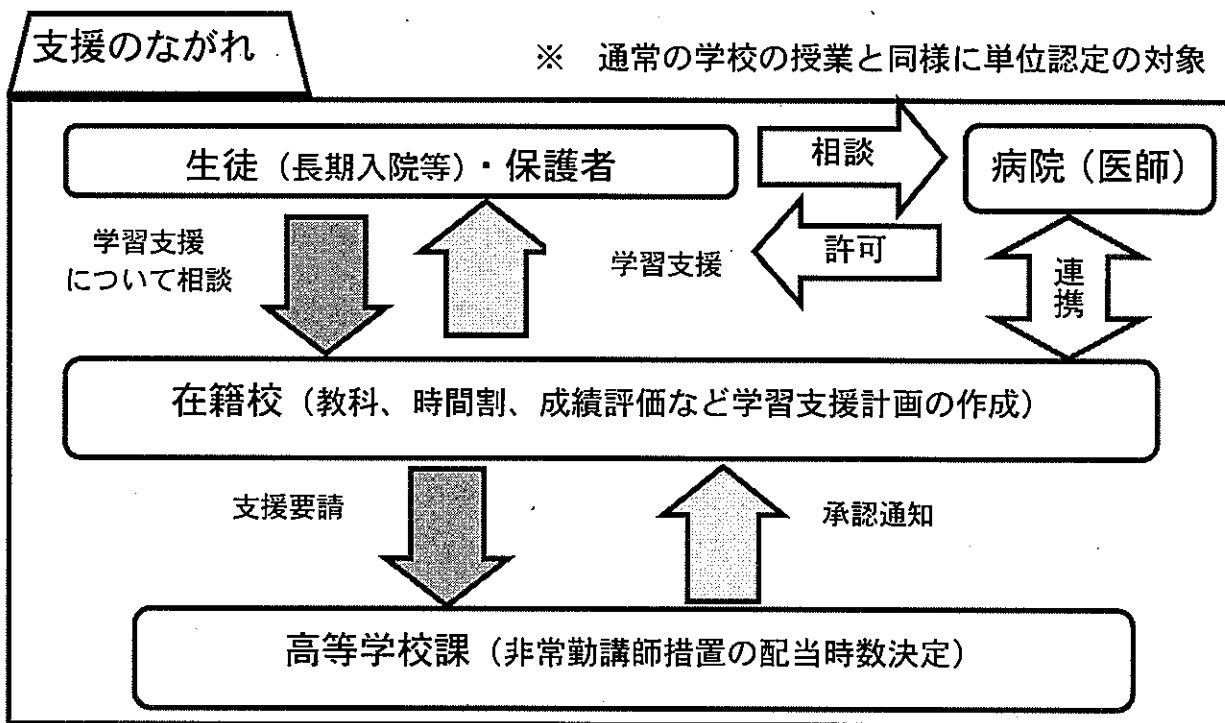 支援のながれ
※　通常の学校の授業と同様に単位認定の対象
生徒（長期入院等）・保護者
相談
病院（医師）
学習支援
について相談
学習支援
許可
連携
在籍校（教科、時間割、成績評価など学習支援計画の作成）
支援要請
承認通知
高等学校課（非常勤講師措置の配当時数決定）